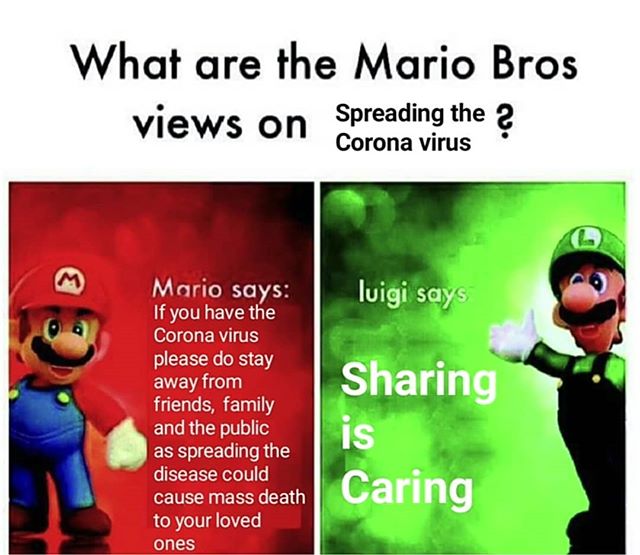 What are the Mario Bros
views on Spreading the Corona virus ?
M
Mario says:
If you have the
Corona virus
please do stay
away from
friends, family
and the public
as spreading the
disease could
cause mass death
to your loved
ones
L
luigi says
Sharing
is
Caring